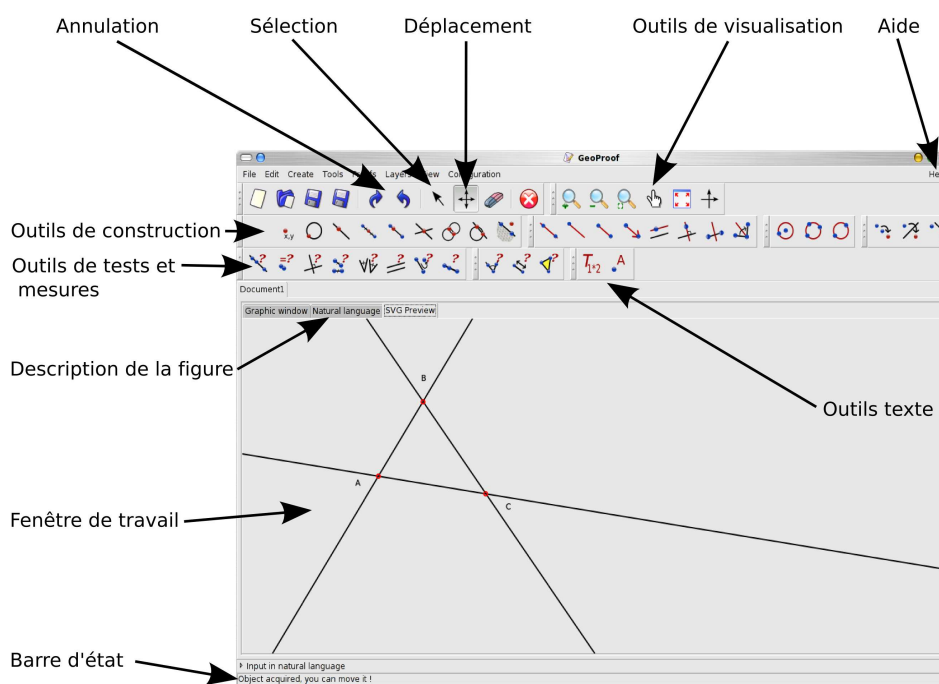 Annulation
Sélection
Déplacement
Outils de visualisation
Aide
GeoProof
File Edit Create Tools Layers Configuration
Outils de construction
x,y
Outils de tests et
mesures
=?
T1*2 A
Document1
Graphic window Natural language SVG Preview
Description de la figure
B
Outils texte
A
C
Fenêtre de travail
Barre d'état
Input in natural language
Object acquired, you can move it !